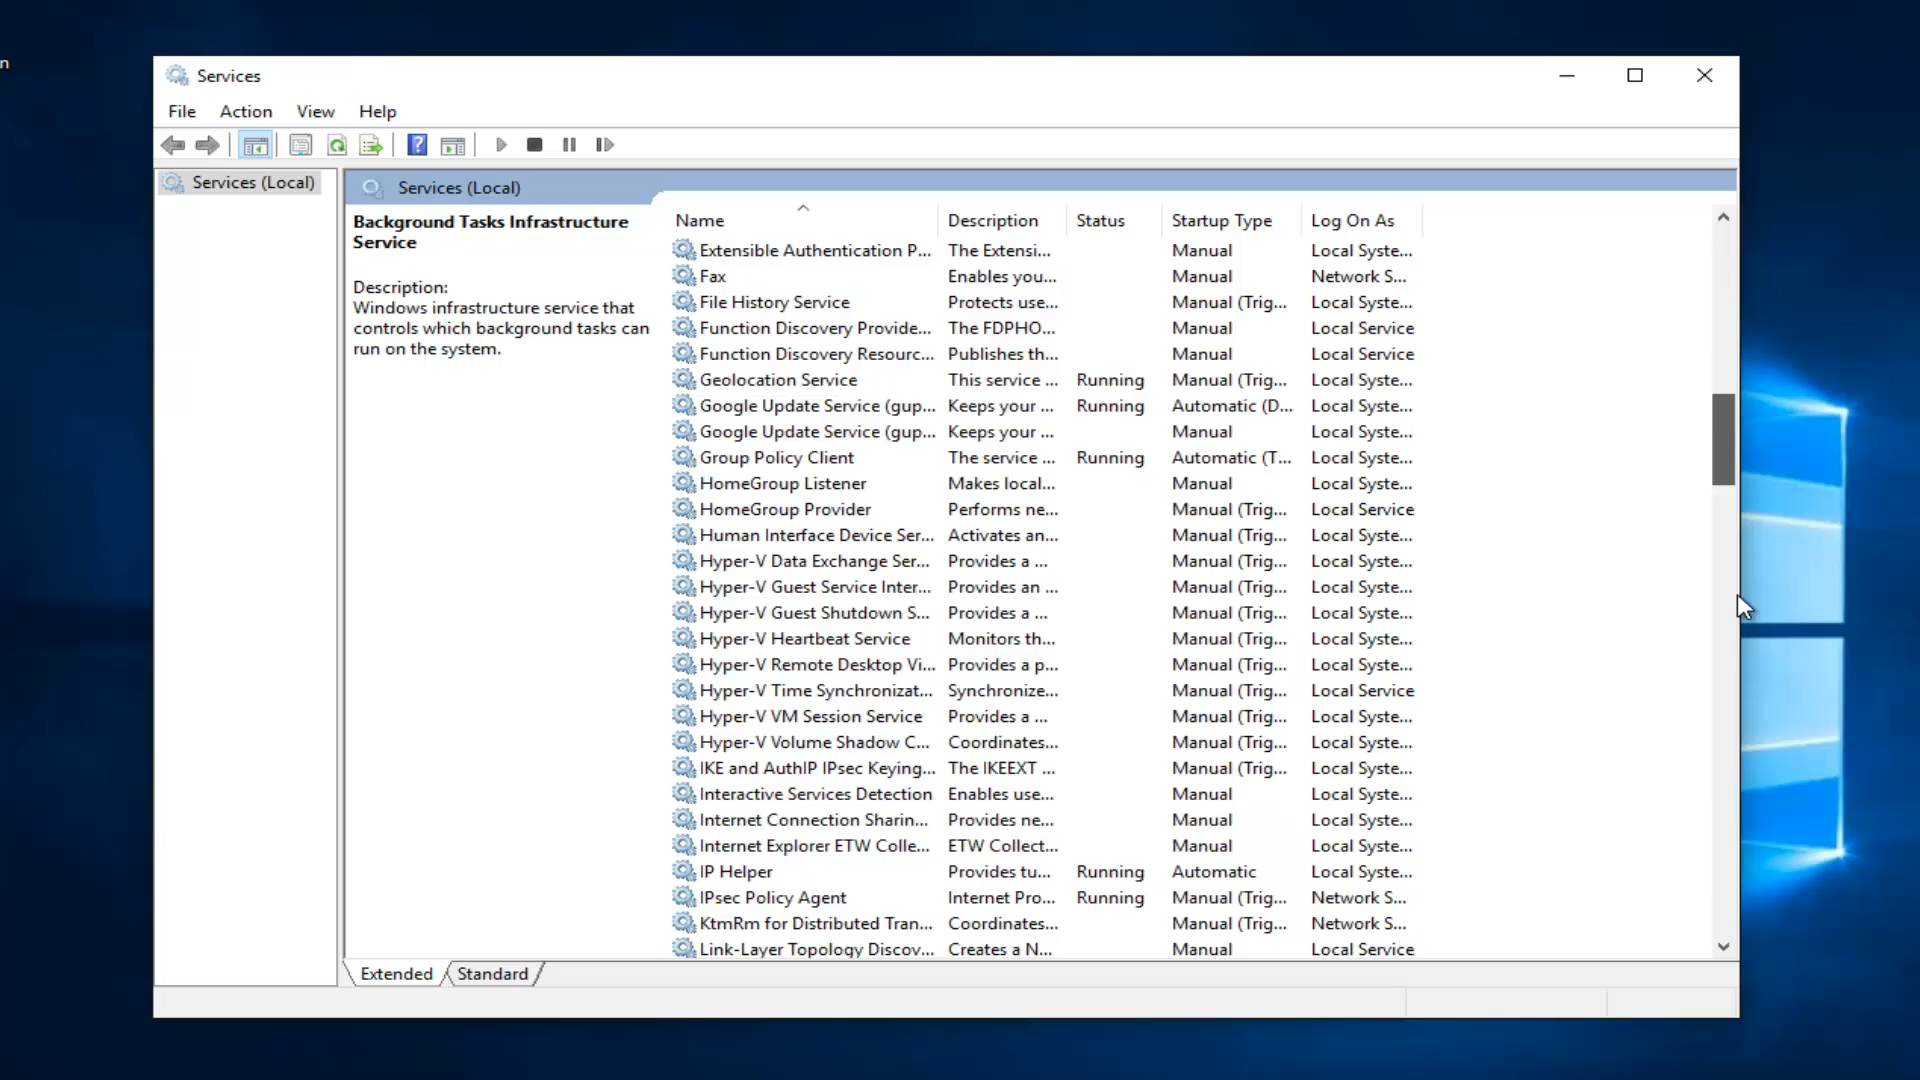 n
Services
File Action View Help
Services (Local)
Services (Local)
Background Tasks Infrastructure
Service
Description:
Windows infrastructure service that
controls which background tasks can
run on the system.
Name Description Status Startup Type Log On As
Extensible Authentication P... The Extensi... Manual Local Syste...
Fax Enables you... Manual Network S...
File History Service Protects use... Manual (Trig... Local Syste...
Function Discovery Provide... The FDPHO... Manual Local Service
Function Discovery Resourc... Publishes th... Manual Local Service
Geolocation Service This service ... Running Manual (Trig... Local Syste...
Google Update Service (gup... Keeps your ... Running Automatic (D... Local Syste...
Google Update Service (gup... Keeps your ... Manual Local Syste...
Group Policy Client The service ... Running Automatic (T... Local Syste...
HomeGroup Listener Makes local... Manual Local Syste...
HomeGroup Provider Performs ne... Manual (Trig... Local Service
Human Interface Device Ser... Activates an... Manual (Trig... Local Syste...
Hyper-V Data Exchange Ser... Provides a ... Manual (Trig... Local Syste...
Hyper-V Guest Service Inter... Provides an ... Manual (Trig... Local Syste...
Hyper-V Guest Shutdown S... Provides a ... Manual (Trig... Local Syste...
Hyper-V Heartbeat Service Monitors th... Manual (Trig... Local Syste...
Hyper-V Remote Desktop Vi... Provides a p... Manual (Trig... Local Syste...
Hyper-V Time Synchronizat... Synchronize... Manual (Trig... Local Service
Hyper-V VM Session Service Provides a ... Manual (Trig... Local Syste...
Hyper-V Volume Shadow C... Coordinates... Manual (Trig... Local Syste...
IKE and AuthIP IPsec Keying... The IKEEXT ... Manual (Trig... Local Syste...
Interactive Services Detection Enables use... Manual Local Syste...
Internet Connection Sharin... Provides ne... Manual Local Syste...
Internet Explorer ETW Colle... ETW Collect... Manual Local Syste...
IP Helper Provides tu... Running Automatic Local Syste...
IPsec Policy Agent Internet Pro... Running Manual (Trig... Network S...
KtmRm for Distributed Tran... Coordinates... Manual (Trig... Network S...
Link-Layer Topology Discov... Creates a N... Manual Local Service
Extended Standard